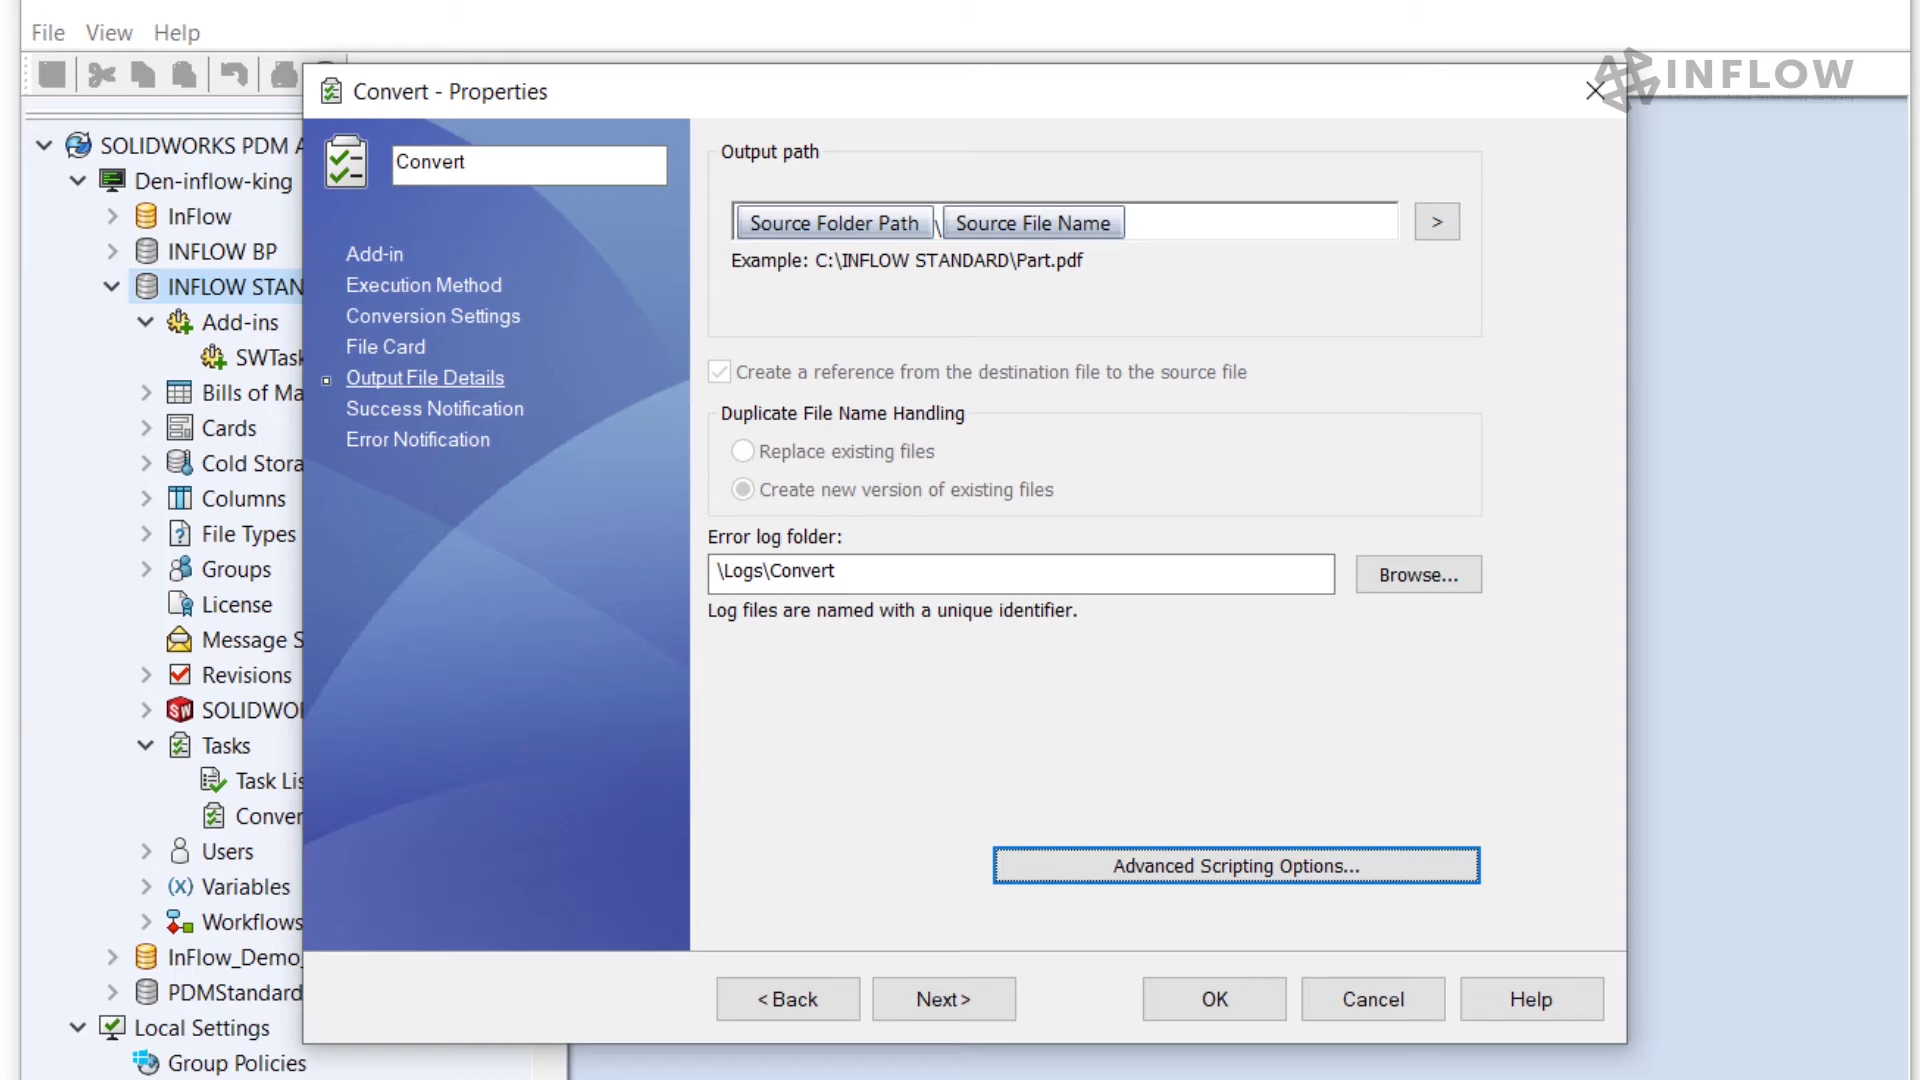 File View Help
INFLOW
Convert - Properties
SOLIDWORKS PDM A
Den-inflow-king
InFlow
INFLOW BP
INFLOW STAN
Add-ins
SWTask
Bills of Ma
Cards
Cold Stora
Columns
File Types
Groups
License
Message S
Revisions
SOLIDWOR
Tasks
Task Lis
Conver
Users
Variables
Workflows
InFlow_Demo_
PDMStandard
Local Settings
Group Policies
Convert
Add-in
Execution Method
Conversion Settings
File Card
Output File Details
Success Notification
Error Notification
Output path
Source Folder Path \ Source File Name >
Example: C:\INFLOW STANDARD\Part.pdf
Create a reference from the destination file to the source file
Duplicate File Name Handling
Replace existing files
Create new version of existing files
Error log folder:
\Logs\Convert Browse...
Log files are named with a unique identifier.
Advanced Scripting Options...
< Back Next > OK Cancel Help